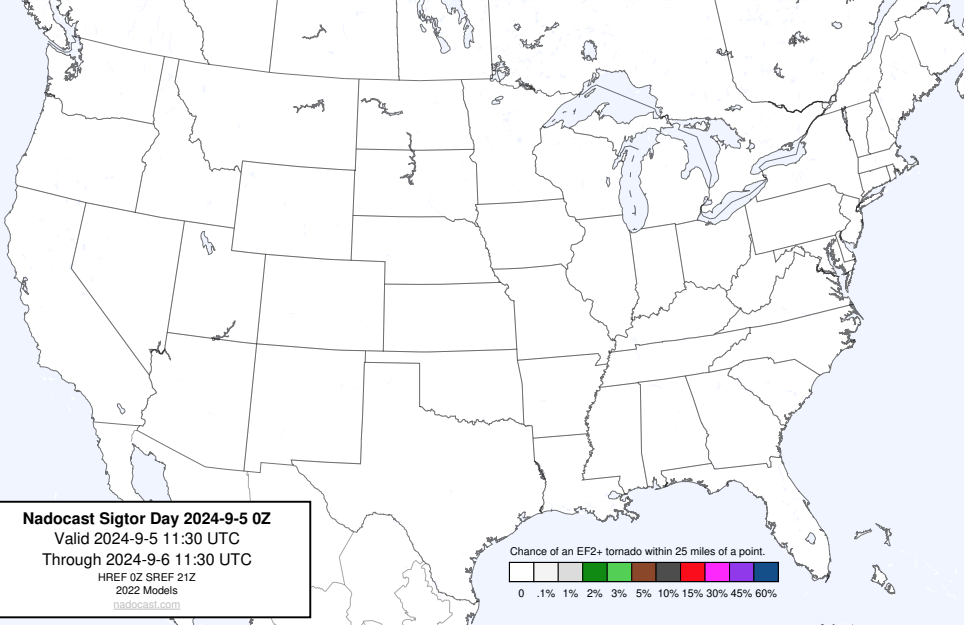 Nadocast Sigtor Day 2024-9-5 0Z
Valid 2024-9-5 11:30 UTC
Through 2024-9-6 11:30 UTC
HREF 0Z SREF 21Z
2022 Models
nadocast.com
Chance of an EF2+ tornado within 25 miles of a point.
0 .1% 1% 2% 3% 5% 10% 15% 30% 45% 60%